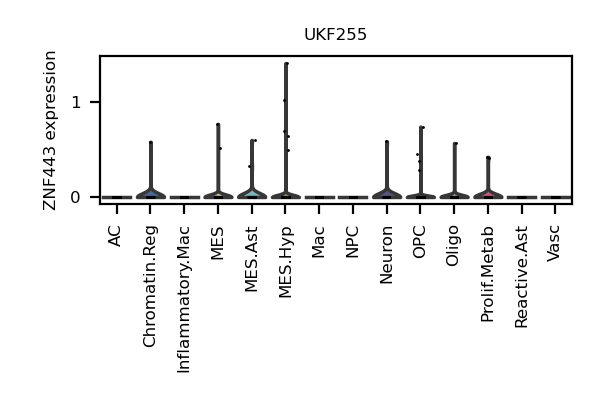 UKF255
ZNF443 expression
1
0
AC
Chromatin.Reg
Inflammatory.Mac
MES
MES.Ast
MES.Hyp
Mac
NPC
Neuron
OPC
Oligo
Prolif.Metab
Reactive.Ast
Vasc